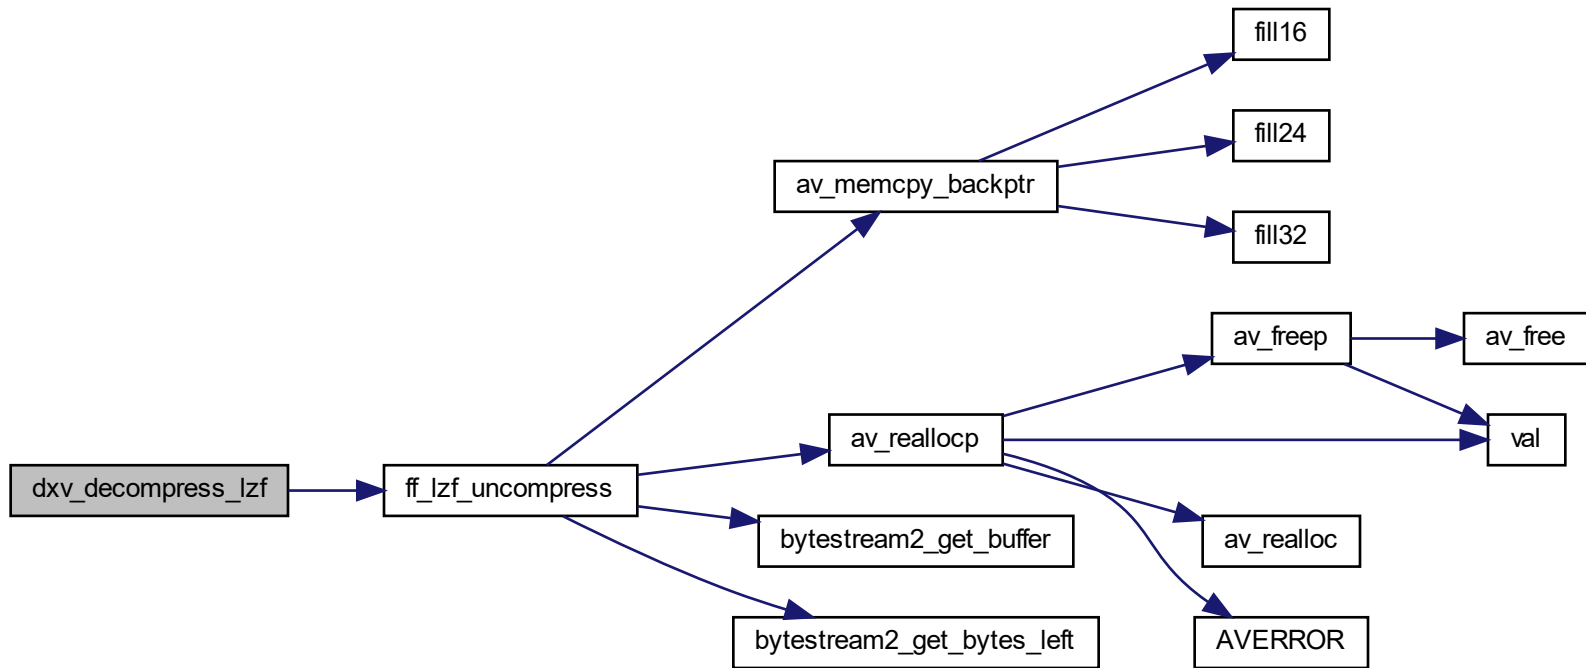 fill16
fill24
av_memcpy_backptr
fill32
av_freep
av_free
av_reallocp
val
dxv_decompress_lzf
ff_lzf_uncompress
bytestream2_get_buffer
av_realloc
bytestream2_get_bytes_left
AVERROR